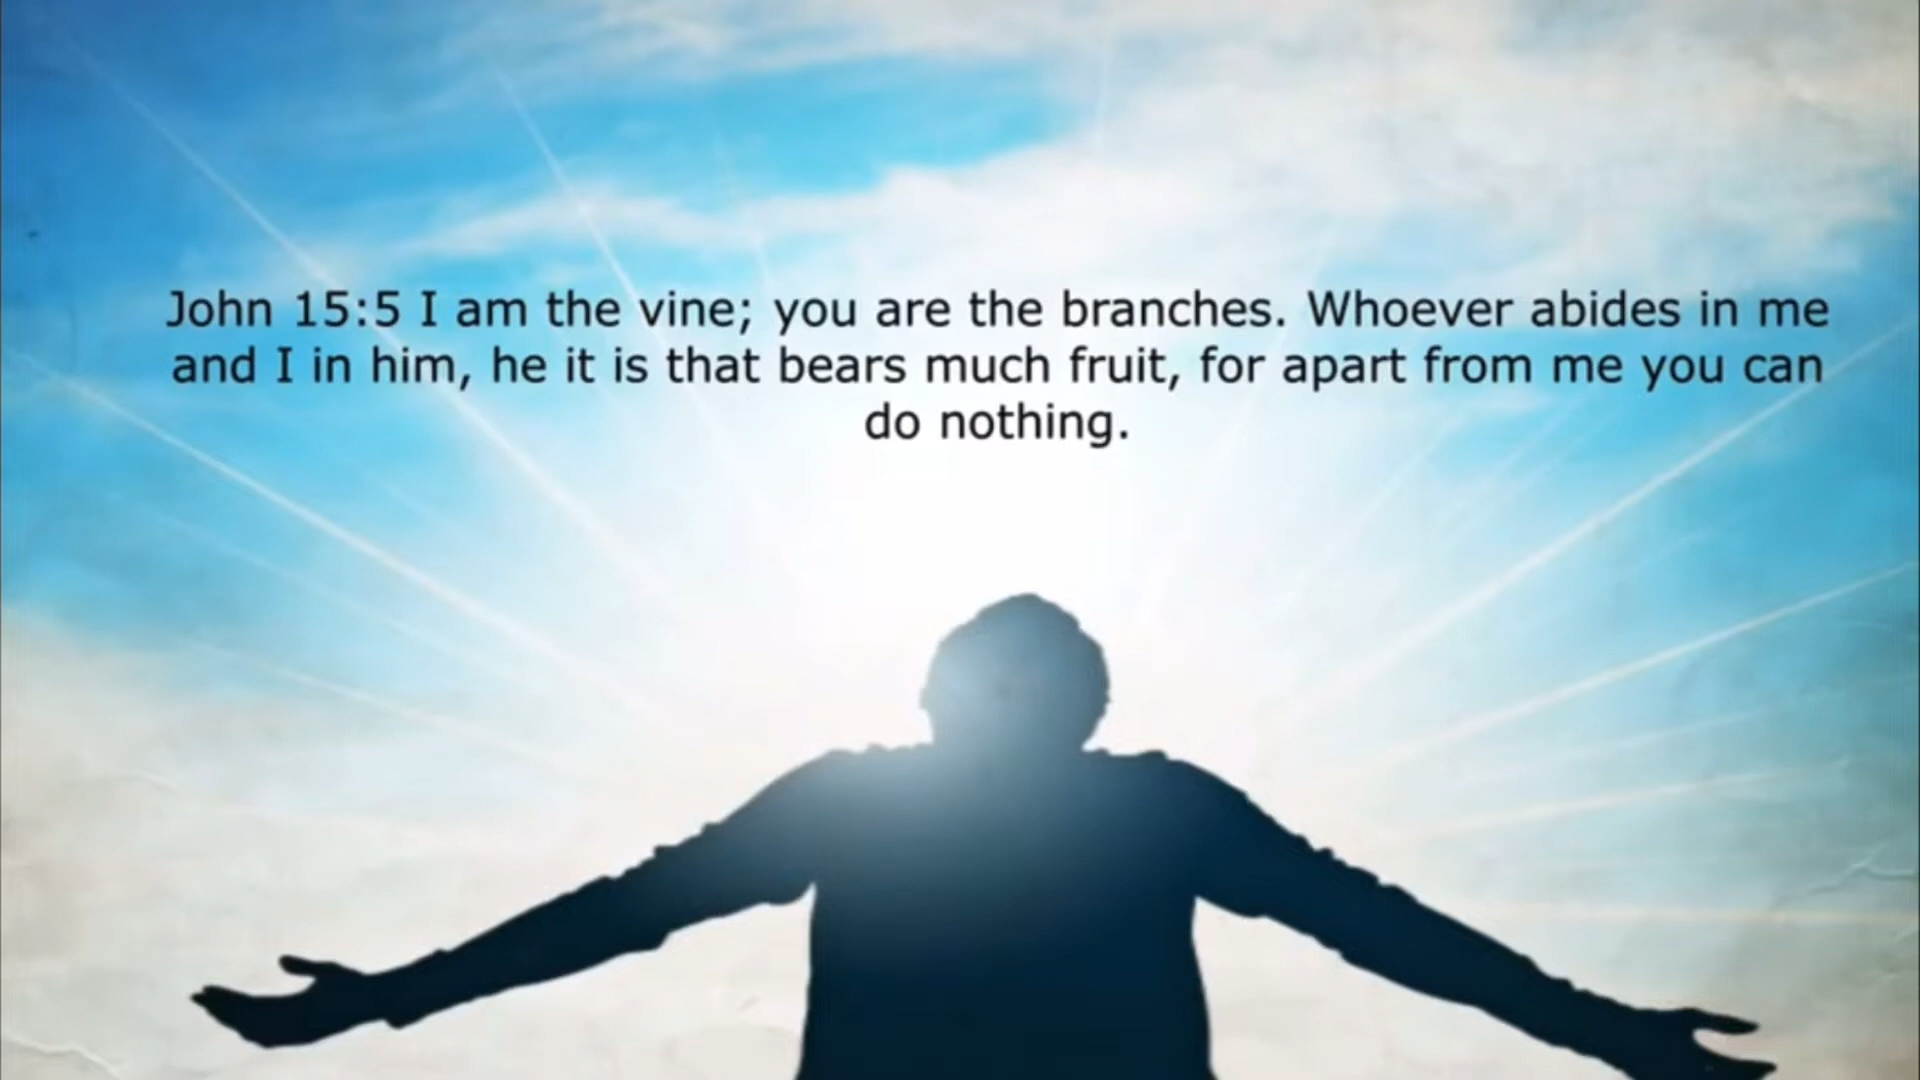 John 15:5 I am the vine; you are the branches. Whoever abides in me
and I in him, he it is that bears much fruit, for apart from me you can
do nothing.